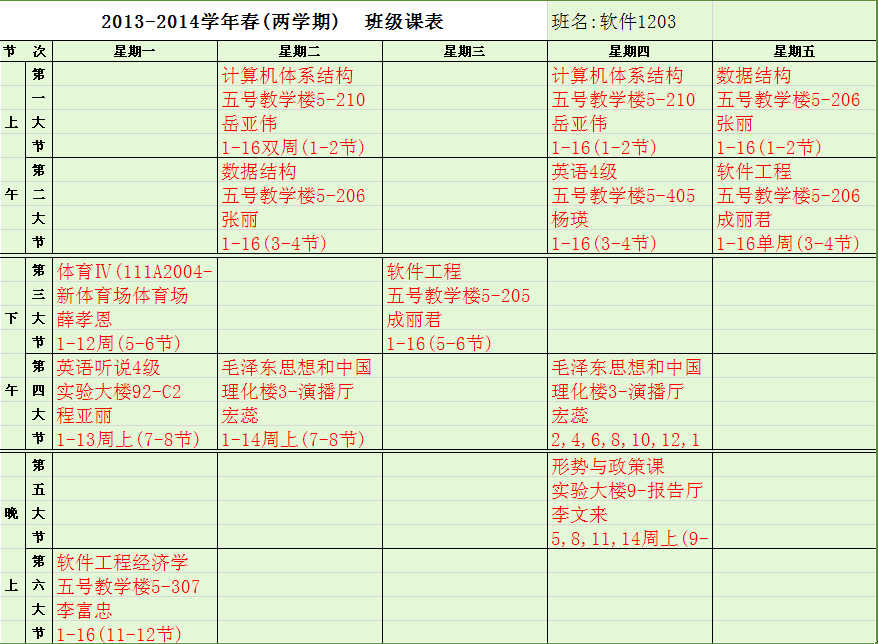 2013-2014学年春(两学期) 班级课表 班名:软件1203
节 次 星期一 星期二 星期三 星期四 星期五
上午
第一大节
计算机体系结构
五号教学楼5-210
岳亚伟
1-16双周(1-2节)
计算机体系结构
五号教学楼5-210
岳亚伟
1-16(1-2节)
数据结构
五号教学楼5-206
张丽
1-16(1-2节)
第二大节
数据结构
五号教学楼5-206
张丽
1-16(3-4节)
英语4级
五号教学楼5-405
杨瑛
1-16(3-4节)
软件工程
五号教学楼5-206
成丽君
1-16单周(3-4节)
下午
第三大节
体育Ⅳ(111A2004-
新体育场体育场
薛孝恩
1-12周(5-6节)
软件工程
五号教学楼5-205
成丽君
1-16(5-6节)
第四大节
英语听说4级
实验大楼92-C2
程亚丽
1-13周上(7-8节)
毛泽东思想和中国
理化楼3-演播厅
宏蕊
1-14周上(7-8节)
毛泽东思想和中国
理化楼3-演播厅
宏蕊
2,4,6,8,10,12,1
晚上
第五大节
形势与政策课
实验大楼9-报告厅
李文来
5,8,11,14周上(9-
第六大节
软件工程经济学
五号教学楼5-307
李富忠
1-16(11-12节)